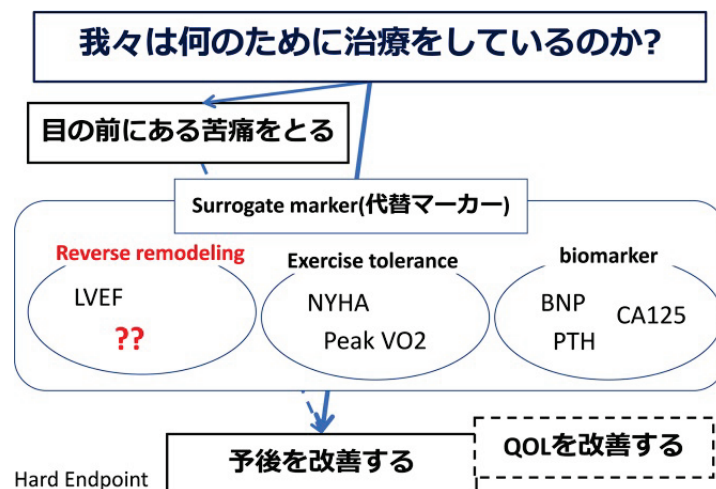 我々は何のために治療をしているのか?
目の前にある苦痛をとる
Surrogate marker(代替マーカー)
Reverse remodeling
LVEF
??
Exercise tolerance
NYHA
Peak VO2
biomarker
BNP
CA125
PTH
予後を改善する
QOLを改善する
Hard Endpoint